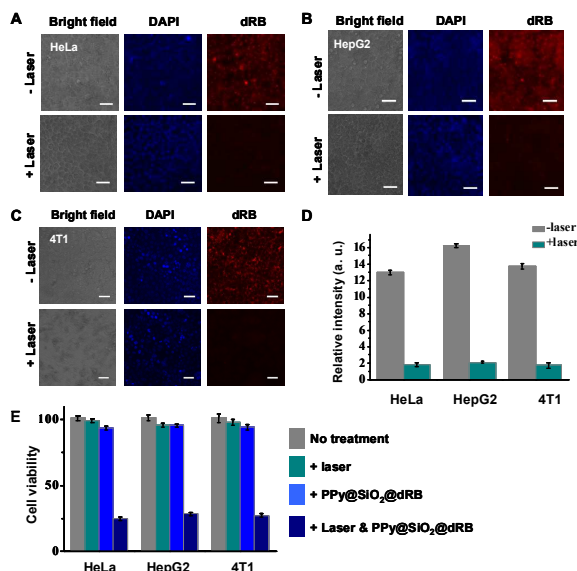 A
Bright field DAPI dRB
HeLa
- Laser
+ Laser
B
Bright field DAPI dRB
HepG2
- Laser
+ Laser
C
Bright field DAPI dRB
4T1
- Laser
+ Laser
D
-laser
+laser
Relative intensity (a. u.)
16
14
12
10
8
6
4
2
0
HeLa HepG2 4T1
E
Cell viability
100
50
0
HeLa HepG2 4T1
No treatment
+ laser
+ PPy@SiO₂@dRB
+ Laser & PPy@SiO₂@dRB